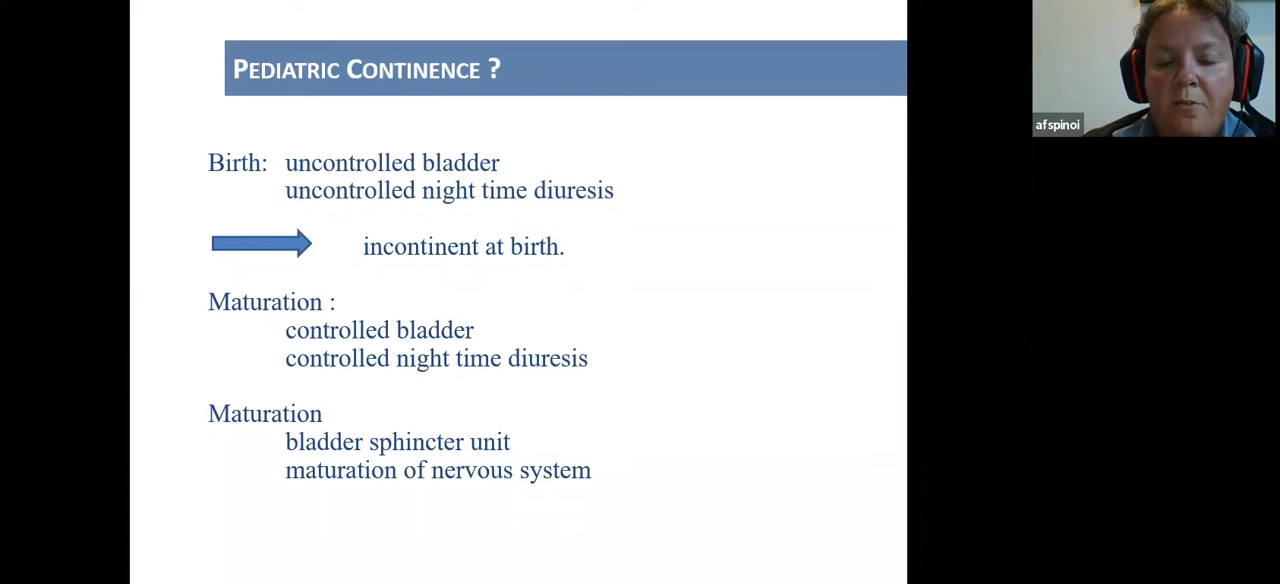 PEDIATRIC CONTINENCE ?
afspinoi
Birth: uncontrolled bladder
uncontrolled night time diuresis
incontinent at birth.
Maturation :
controlled bladder
controlled night time diuresis
Maturation
bladder sphincter unit
maturation of nervous system